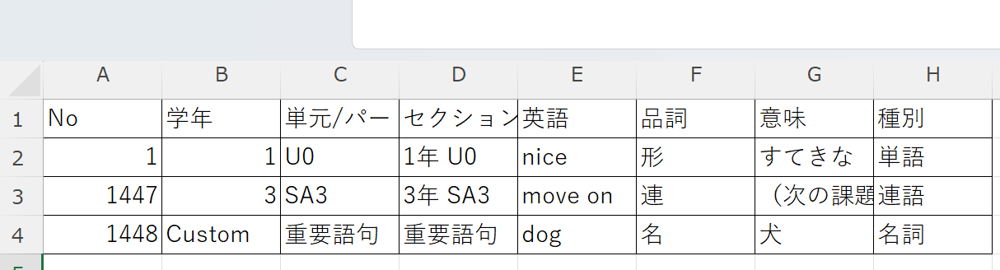 A B C D E F G H
1 No 学年 単元/パー セクション 英語 品詞 意味 種別
2 1 1 U0 1年 U0 nice 形 すてきな 単語
3 1447 3 SA3 3年 SA3 move on 連 （次の課題 連語
4 1448 Custom 重要語句 重要語句 dog 名 犬 名詞